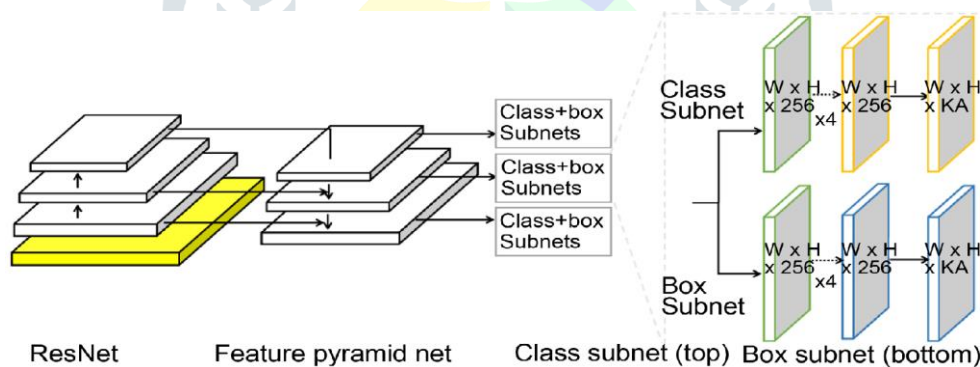 Class+box
Subnets
Class+box
Subnets
Class+box
Subnets
Class
Subnet
W x H
x 256
x4
W x H
x 256
W x H
x KA
Box
Subnet
W x H
x 256
x4
W x H
x 256
W x H
x KA
ResNet
Feature pyramid net
Class subnet (top)
Box subnet (bottom)